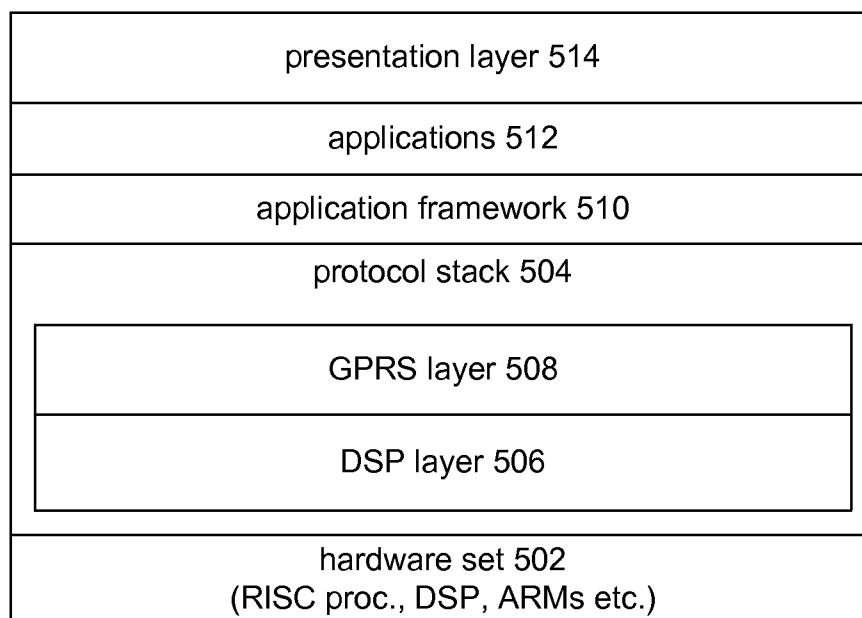 presentation layer 514
applications 512
application framework 510
protocol stack 504
GPRS layer 508
DSP layer 506
hardware set 502
(RISC proc., DSP, ARMs etc.)